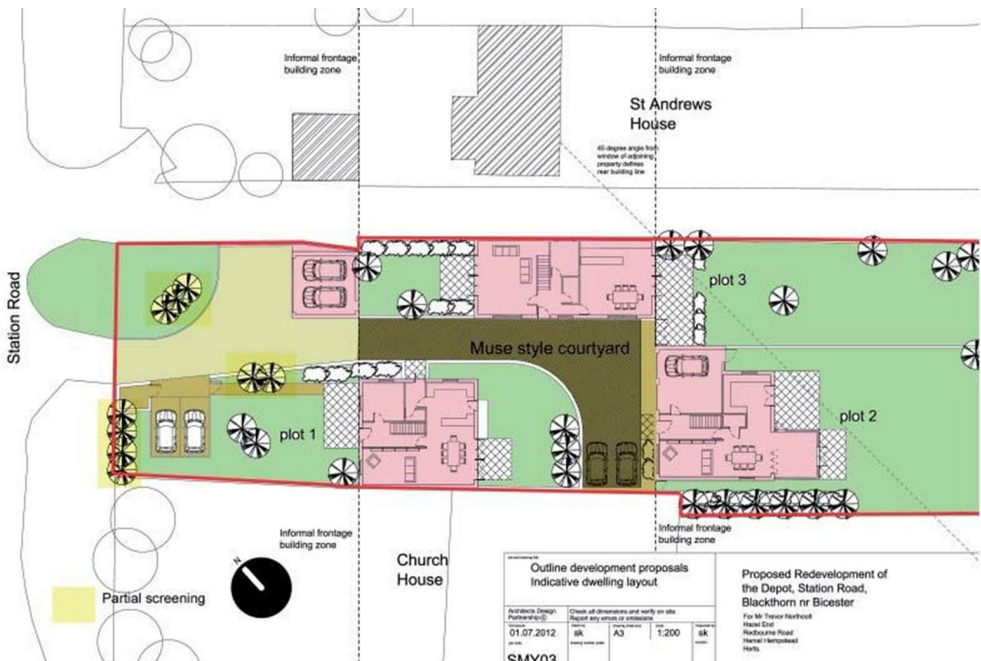 Informal frontage
building zone
Informal frontage
building zone
St Andrews
House
45 degree angle from
window of adjoining
property defines
rear building line
Station Road
plot 3
Muse style courtyard
plot 1
plot 2
Informal frontage
building zone
Informal frontage
building zone
Church
House
N
Partial screening
Outline development proposals
Indicative dwelling layout
Architects Design
Partnership
Check all dimensions and verify on site.
Report any errors or omissions
01.07.2012
sk
A3
1:200
sk
SMY03
Proposed Redevelopment of
the Depot, Station Road,
Blackthorn nr Bicester
For Mr Trevor Northcott
Hazel End
Redbourne Road
Hemel Hempstead
Herts.